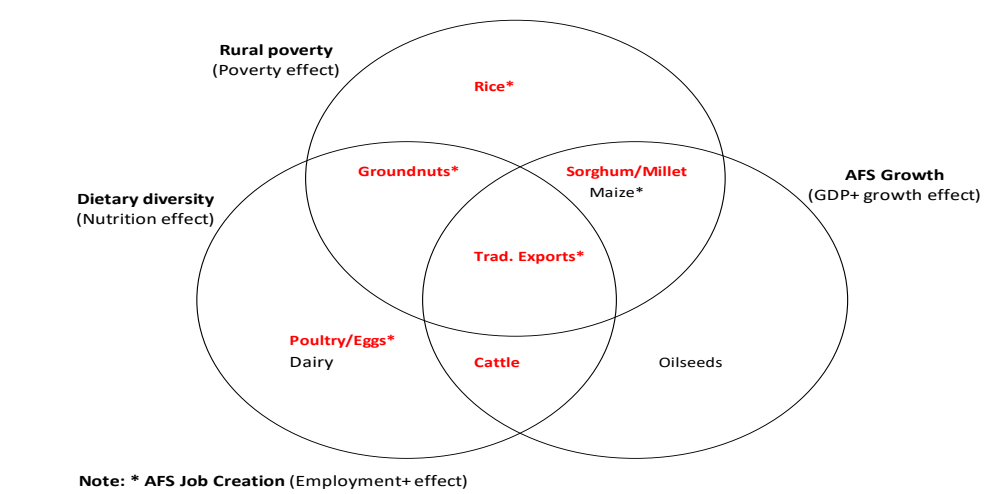 Rural poverty
(Poverty effect)
Rice*
Groundnuts*
Sorghum/Millet
Maize*
AFS Growth
(GDP+ growth effect)
Dietary diversity
(Nutrition effect)
Trad. Exports*
Poultry/Eggs*
Dairy
Cattle
Oilseeds
Note: * AFS Job Creation (Employment+ effect)